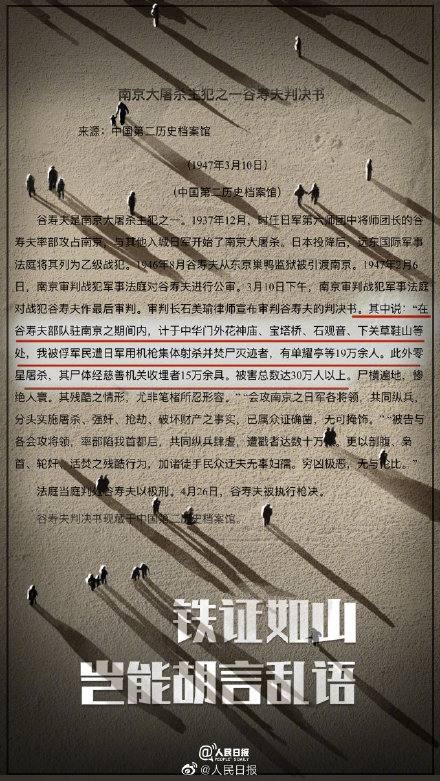 南京大屠杀主犯之一谷寿夫判决书
来源：中国第二历史档案馆
（1947年3月10日）
（中国第二历史档案馆）
谷寿夫是南京大屠杀主犯之一。1937年12月，时任日军第六师团中将师团长的谷
寿夫率部攻占南京，与其他入城日军开始了南京大屠杀。日本投降后，远东国际军事
法庭将其列为乙级战犯。1946年8月谷寿夫从东京巢鸭监狱被引渡南京。1947年2月6
日，南京审判战犯军事法庭对谷寿夫进行公审。3月10日下午，南京审判战犯军事法庭
对战犯谷寿夫作最后审判。审判长石美瑜律师宣布审判谷寿夫的判决书。其中说：“在
谷寿夫部队驻南京之期间内，计于中华门外花神庙、宝塔桥、石观音、下关草鞋山等
处，我被俘军民遭日军用机枪集体射杀并焚尸灭迹者，有单耀亭等19万余人。此外零
星屠杀，其尸体经慈善机关收埋者15万余具。被害总数达30万人以上。尸横遍地，惨
绝人寰。其残酷之情形，尤非笔楮所忍形容。”“会攻南京之日军各将领，共同纵兵，
分头实施屠杀、强奸、抢劫、破坏财产之事实，已属众证确凿，无可掩饰。”“被告与
各会攻将领，率部陷我首都后，共同纵兵肆虐，遭戮者达数十万众，更以剖腹、枭
首、轮奸、活焚之残酷行为，加诸徒手民众迁夫无辜妇孺。穷凶极恶，无与伦比。”
法庭当庭判处谷寿夫以极刑。4月26日，谷寿夫被执行枪决。
谷寿夫判决书现藏于中国第二历史档案馆。
铁证如山
岂能胡言乱语
@人民日报
PEOPLE'S DAILY
@人民日报